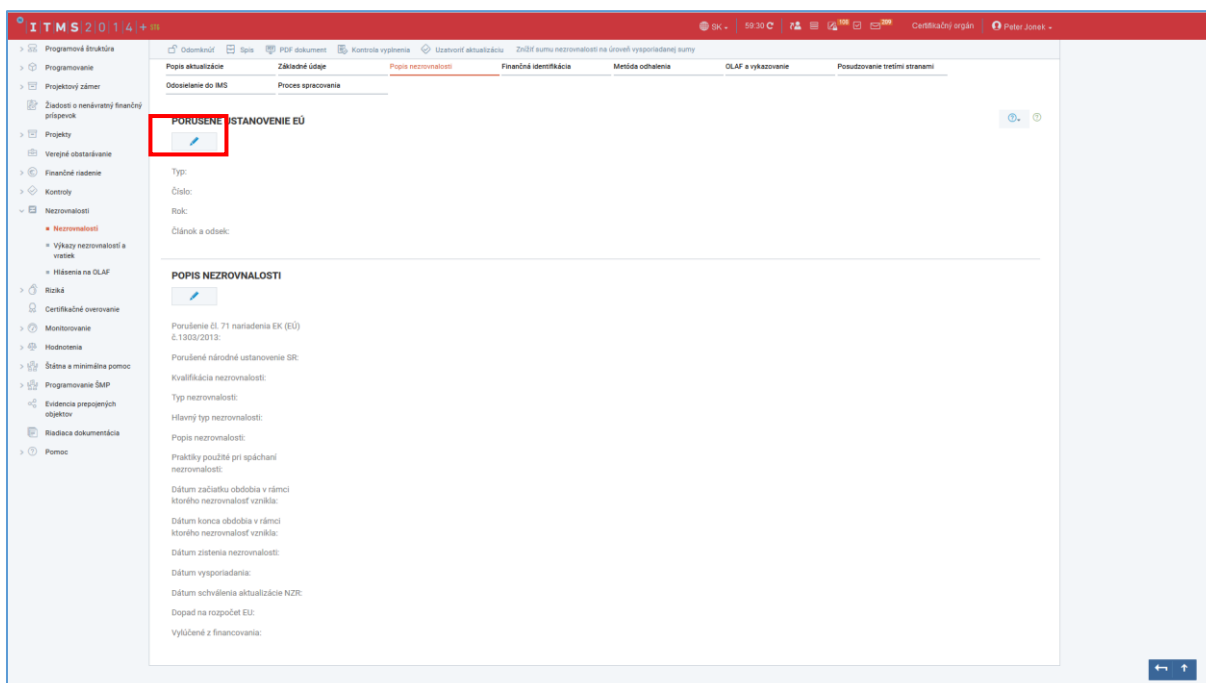 ITMS2014+ STG
SK 59:30 108 209 Certifikačný orgán Peter Jonek
Programová štruktúra
Programovanie
Projektový zámer
Žiadosti o nenávratný finančný
príspevok
Projekty
Verejné obstarávanie
Finančné riadenie
Kontroly
Nezrovnalosti
Nezrovnalosti
Výkazy nezrovnalostí a
vratiek
Hlásenia na OLAF
Riziká
Certifikačné overovanie
Monitorovanie
Hodnotenia
Štátna a minimálna pomoc
Programovanie ŠMP
Evidencia prepojených
objektov
Riadiaca dokumentácia
Pomoc
Odomknúť Spis PDF dokument Kontrola vyplnenia Uzatvoriť aktualizáciu Znížiť sumu nezrovnalosti na úroveň vysporiadanej sumy
Popis aktualizácie Základné údaje Popis nezrovnalosti Finančná identifikácia Metóda odhalenia OLAF a vykazovanie Posudzovanie tretími stranami
Odosielanie do IMS Proces spracovania
PORUŠENÉ USTANOVENIE EÚ
Typ:
Číslo:
Rok:
Článok a odsek:
POPIS NEZROVNALOSTI
Porušenie čl. 71 nariadenia EK (EÚ)
č.1303/2013:
Porušené národné ustanovenie SR:
Kvalifikácia nezrovnalosti:
Typ nezrovnalosti:
Hlavný typ nezrovnalosti:
Popis nezrovnalosti:
Praktiky použité pri spáchaní
nezrovnalosti:
Dátum začiatku obdobia v rámci
ktorého nezrovnalosť vznikla:
Dátum konca obdobia v rámci
ktorého nezrovnalosť vznikla:
Dátum zistenia nezrovnalosti:
Dátum vysporiadania:
Dátum schválenia aktualizácie NZR:
Dopad na rozpočet EU:
Vylúčené z financovania: